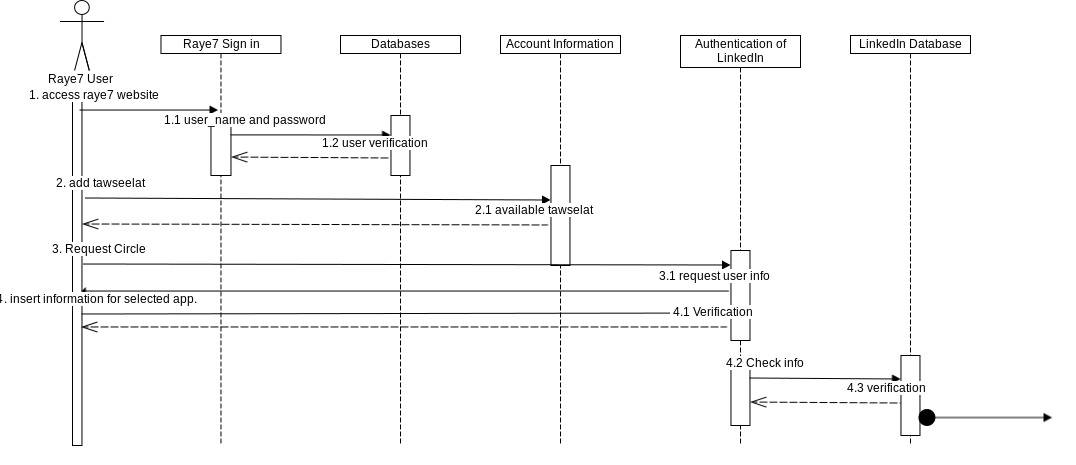 Raye7 Sign in
Databases
Account Information
Authentication of
LinkedIn
LinkedIn Database
Raye7 User
1. access raye7 website
1.1 user_name and password
1.2 user verification
2. add tawseelat
2.1 available tawselat
3. Request Circle
3.1 request user info
4. insert information for selected app.
4.1 Verification
4.2 Check info
4.3 verification